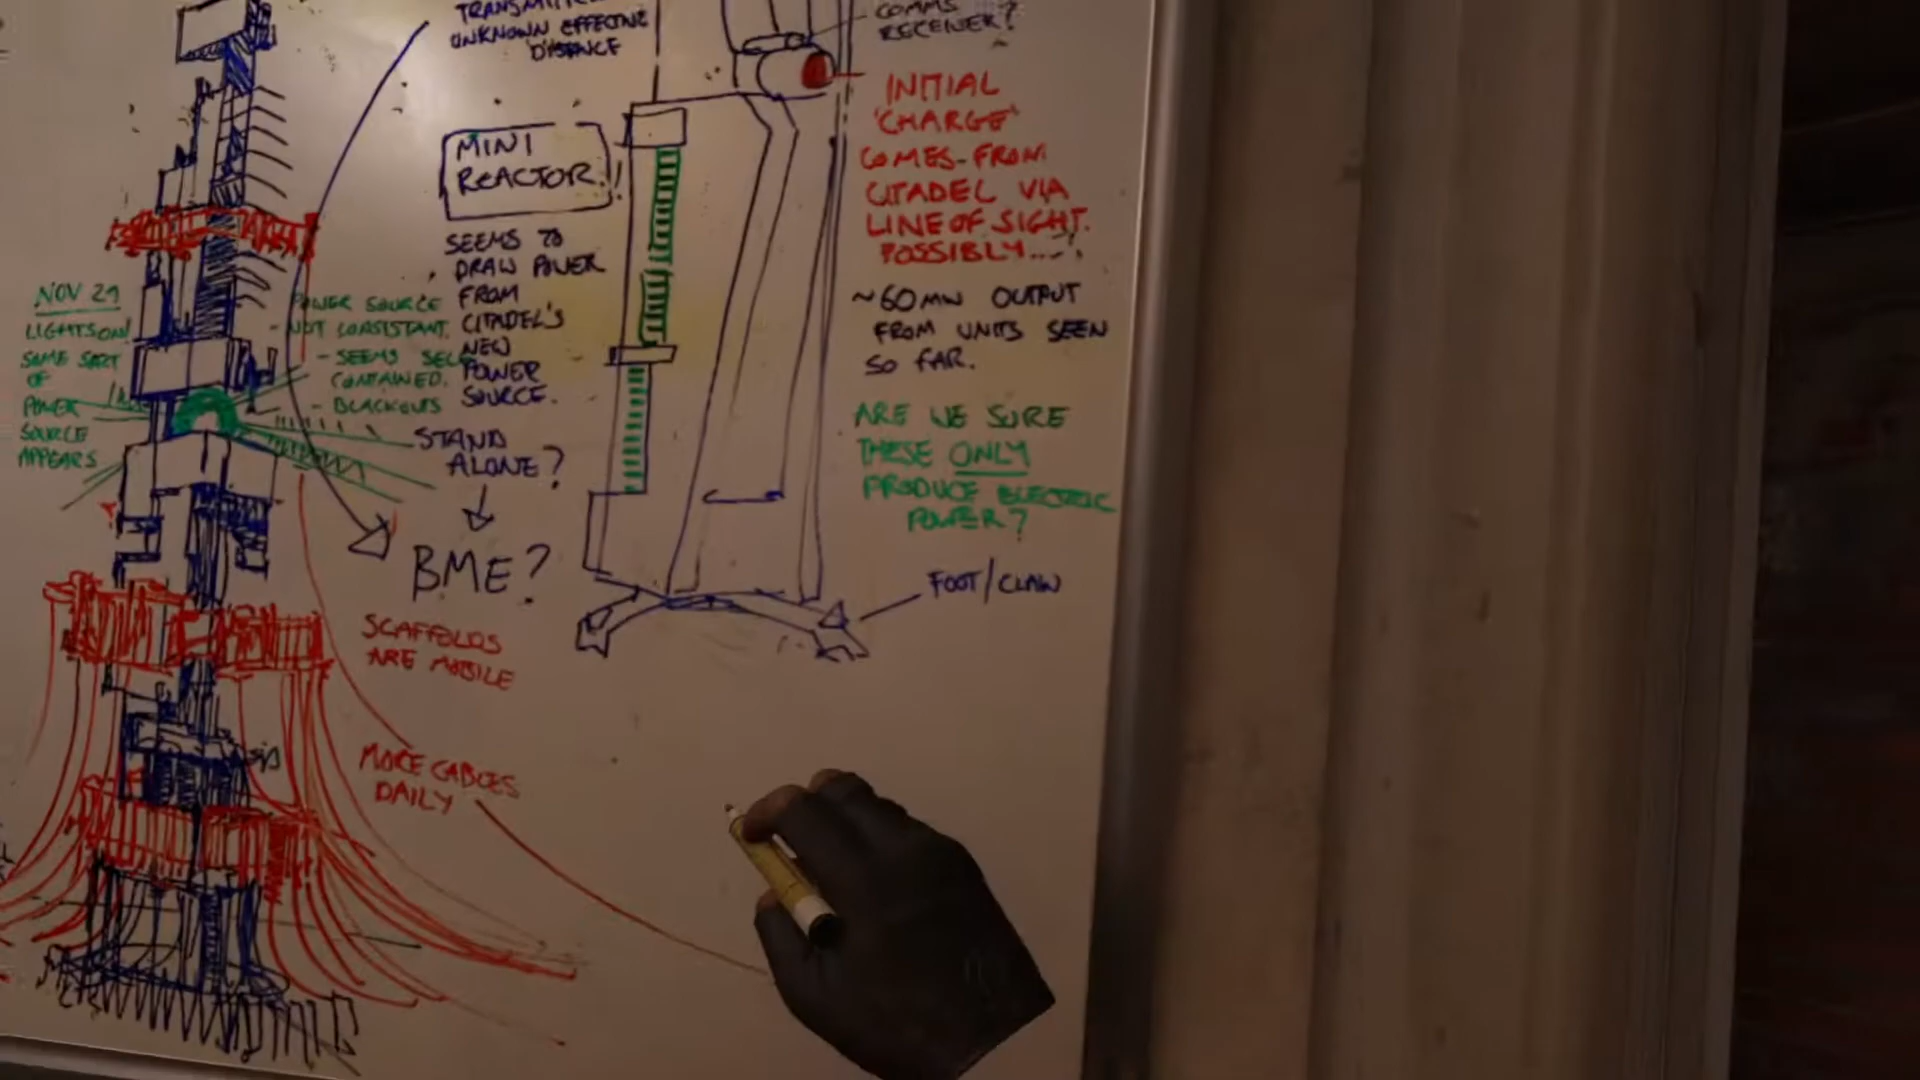 UNKNOWN EFFECTIVE
DISTANCE
COMMS
RECEIVER?
MINI
REACTOR!
SEEMS TO
DRAW POWER
FROM
CITADEL'S
NEW
POWER
SOURCE.
STAND
ALONE?
BME?
INITIAL
'CHARGE'
COMES-FROM
CITADEL VIA
LINE OF SIGHT.
POSSIBLY...?
~60MW OUTPUT
FROM UNITS SEEN
SO FAR.
ARE WE SURE
THESE ONLY
PRODUCE ELECTRIC
POWER?
FOOT/CLAW
NOV 29
LIGHTS ON!
SOME SORT
OF
POWER
SOURCE
APPEARS
POWER SOURCE
- NOT CONSISTANT.
- SEEMS SELF
CONTAINED.
- BLACKOUTS
SCAFFOLDS
ARE MOBILE
MORE CABLES
DAILY